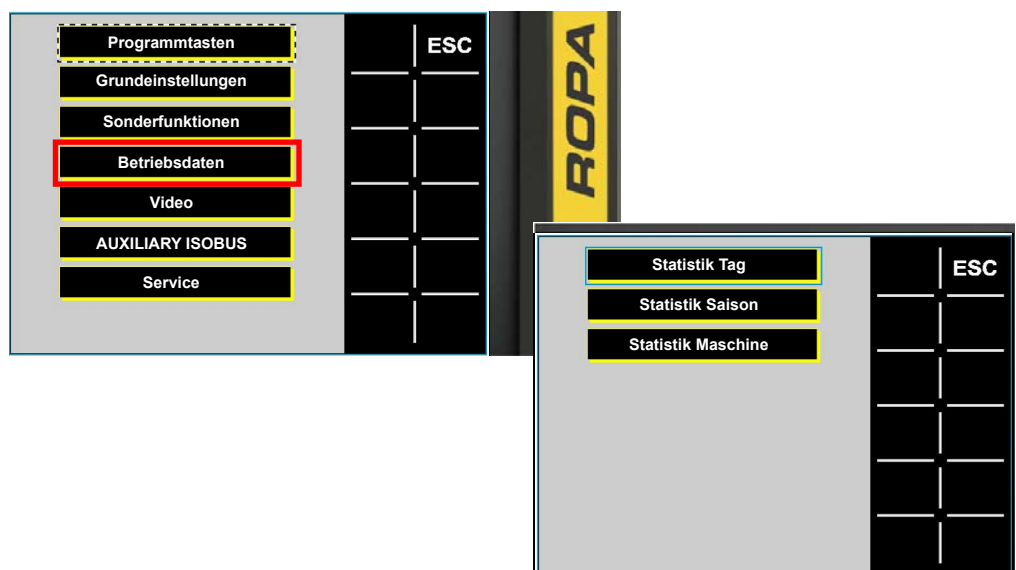 Programmtasten
ESC
Grundeinstellungen
Sonderfunktionen
Betriebsdaten
Video
AUXILIARY ISOBUS
Service
ROPA
Statistik Tag
ESC
Statistik Saison
Statistik Maschine